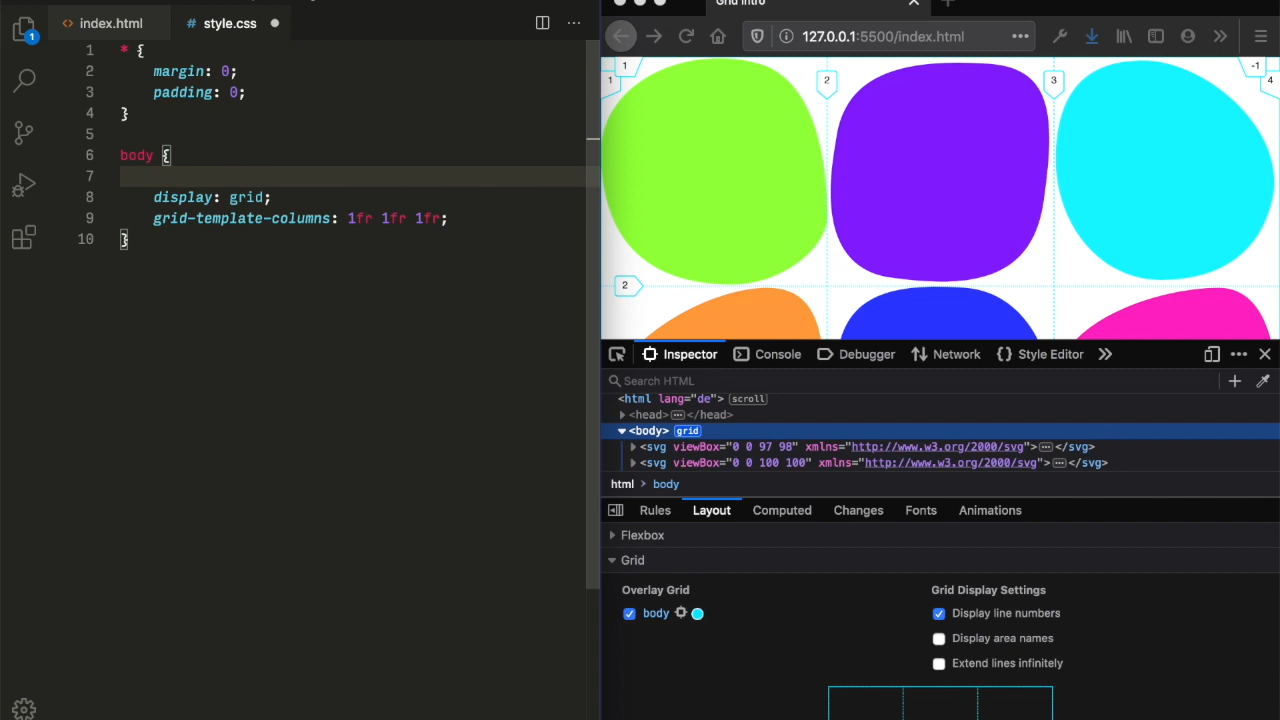 index.html
# style.css
1
1 * {
2 margin: 0;
3 padding: 0;
4 }
5
6 body {
7
8 display: grid;
9 grid-template-columns: 1fr 1fr 1fr;
10 }
Grid Intro
127.0.0.1:5500/index.html
1
1
2
3
-1
4
2
Inspector
Console
Debugger
Network
Style Editor
Search HTML
<html lang="de"> scroll
<head> </head>
<body> grid
<svg viewBox="0 0 97 98" xmlns="http://www.w3.org/2000/svg"> </svg>
<svg viewBox="0 0 100 100" xmlns="http://www.w3.org/2000/svg"> </svg>
html > body
Rules
Layout
Computed
Changes
Fonts
Animations
Flexbox
Grid
Overlay Grid
body
Grid Display Settings
Display line numbers
Display area names
Extend lines infinitely